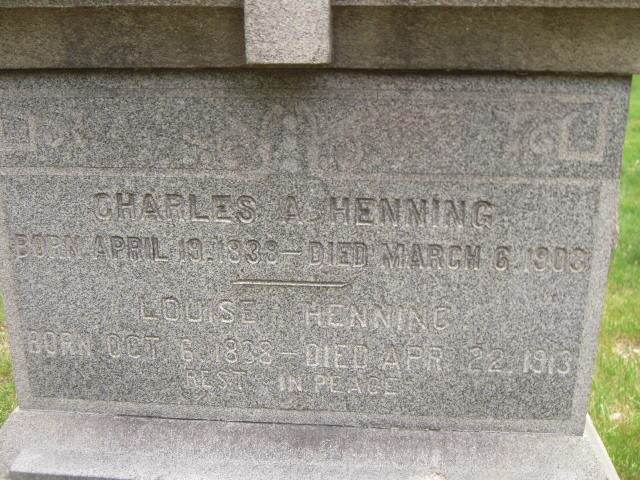 CHARLES A. HENNING.
BORN APRIL 19. 1838 – DIED MARCH 6. 1903
LOUISE HENNING
BORN OCT 6. 1838 – DIED APR. 22. 1913
REST IN PEACE